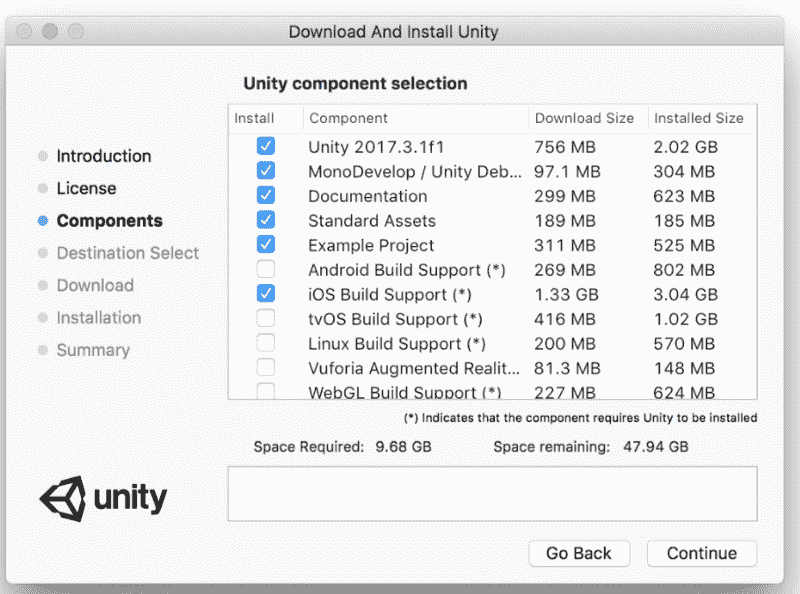 Download And Install Unity
Unity component selection
Install Component Download Size Installed Size
Unity 2017.3.1f1 756 MB 2.02 GB
MonoDevelop / Unity Deb... 97.1 MB 304 MB
Documentation 299 MB 623 MB
Standard Assets 189 MB 185 MB
Example Project 311 MB 525 MB
Android Build Support (*) 269 MB 802 MB
iOS Build Support (*) 1.33 GB 3.04 GB
tvOS Build Support (*) 416 MB 1.02 GB
Linux Build Support (*) 200 MB 570 MB
Vuforia Augmented Realit... 81.3 MB 148 MB
WebGL Build Support (*) 227 MB 624 MB
(*) Indicates that the component requires Unity to be installed
Space Required: 9.68 GB Space remaining: 47.94 GB
Introduction
License
Components
Destination Select
Download
Installation
Summary
unity
Go Back Continue